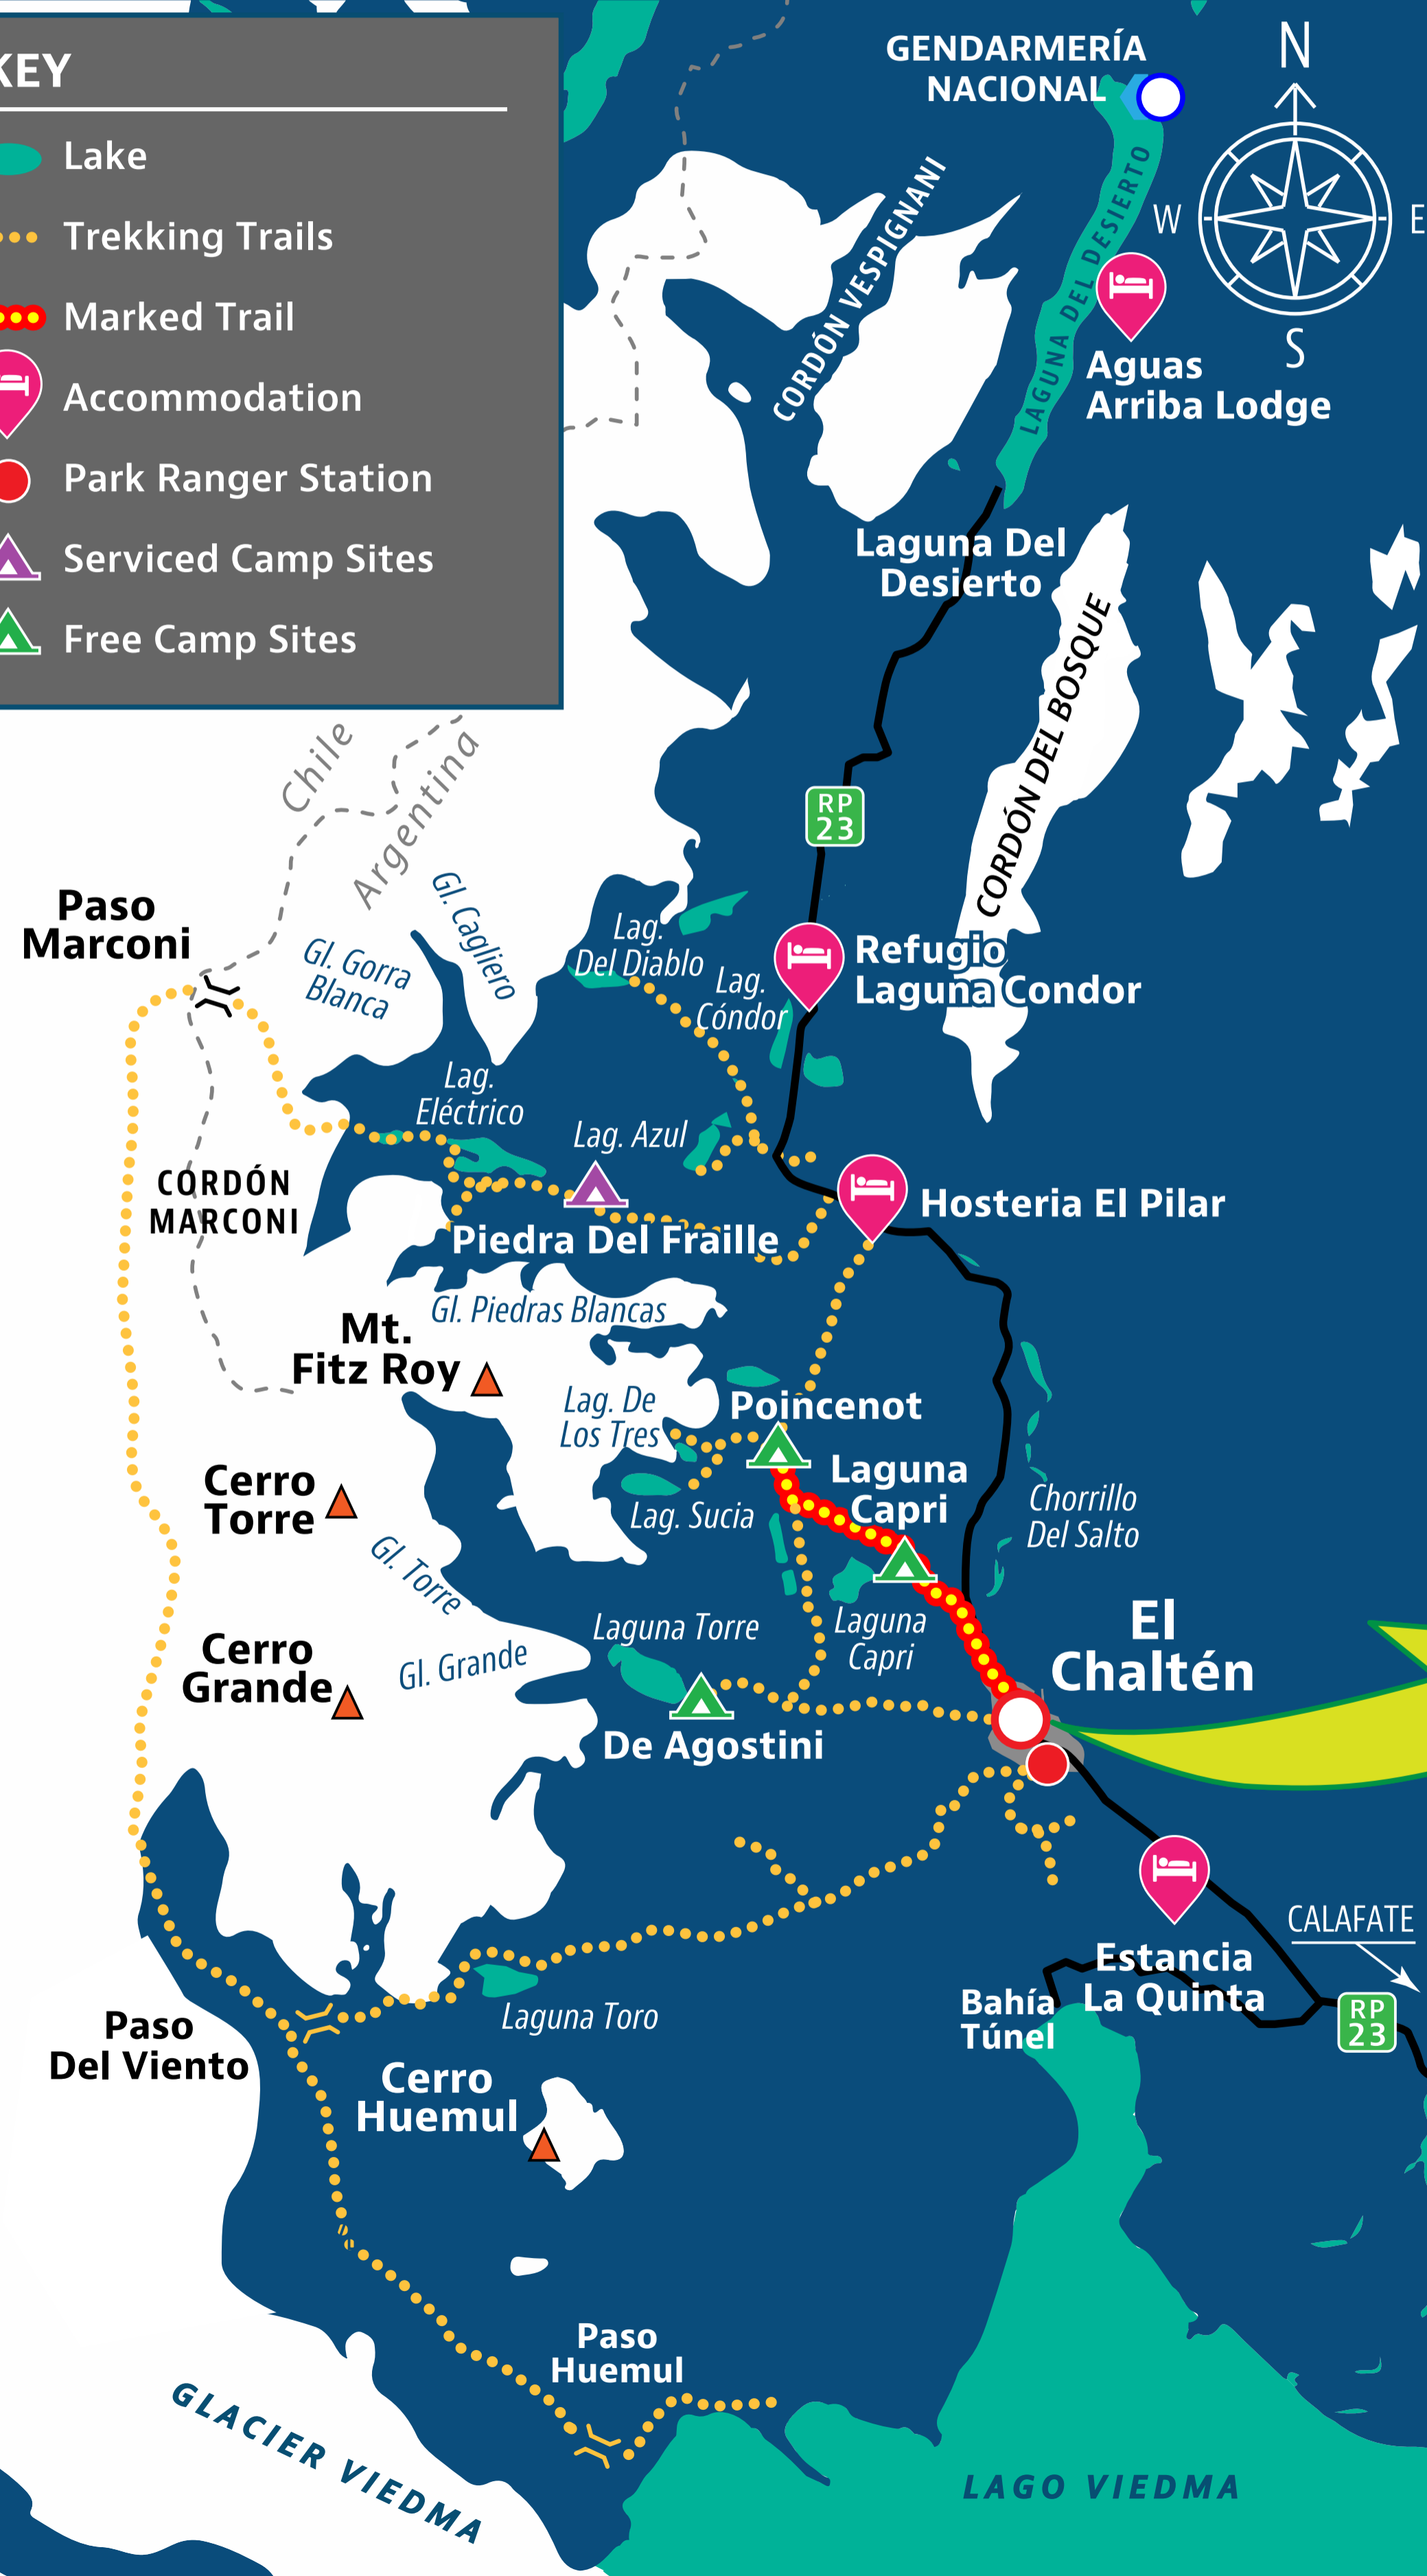 KEY
Lake
Trekking Trails
Marked Trail
Accommodation
Park Ranger Station
Serviced Camp Sites
Free Camp Sites
GENDARMERÍA
NACIONAL
N
W
E
S
LAGUNA DEL DESIERTO
CORDÓN VESPIGNANI
Aguas
Arriba Lodge
Laguna Del
Desierto
CORDÓN DEL BOSQUE
Chile
Argentina
RP
23
Paso
Marconi
Gl. Gorra
Blanca
Gl. Cagliero
Lag.
Del Diablo
Lag.
Cóndor
Refugio
Laguna Condor
Lag.
Eléctrico
Lag. Azul
CORDÓN
MARCONI
Piedra Del Fraille
Hosteria El Pilar
Gl. Piedras Blancas
Mt.
Fitz Roy
Lag. De
Los Tres
Poincenot
Laguna
Capri
Cerro
Torre
Lag. Sucia
Chorrillo
Del Salto
Gl. Torre
Laguna Torre
Laguna
Capri
El
Chaltén
Cerro
Grande
Gl. Grande
De Agostini
CALAFATE
Estancia
La Quinta
Bahía
Túnel
RP
23
Laguna Toro
Paso
Del Viento
Cerro
Huemul
Paso
Huemul
GLACIER VIEDMA
LAGO VIEDMA